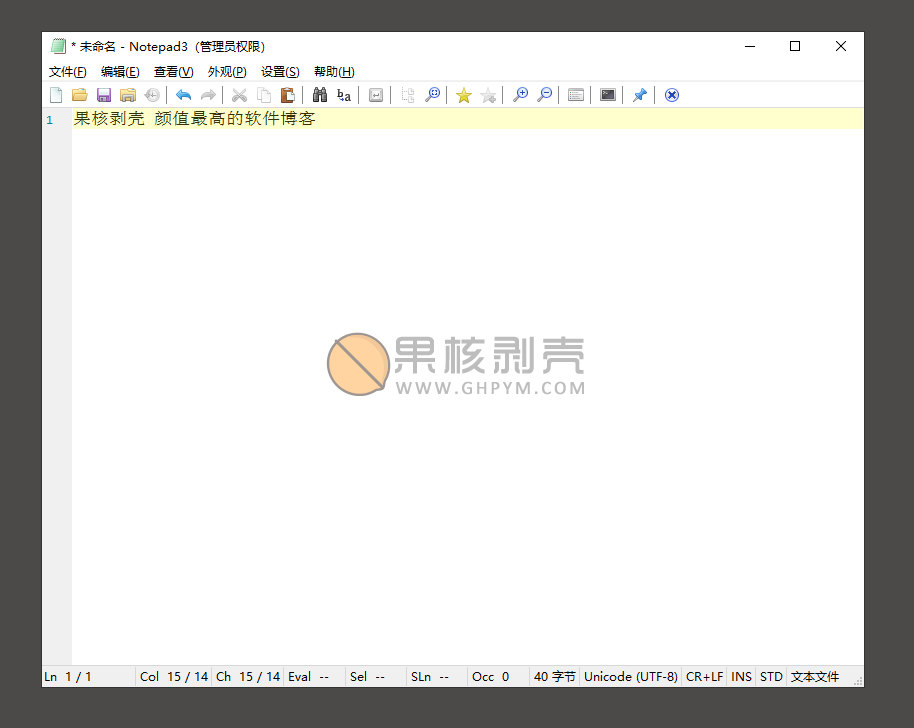 * 未命名 - Notepad3 (管理员权限)
文件(F) 编辑(E) 查看(V) 外观(P) 设置(S) 帮助(H)
ba
1 果核剥壳 颜值最高的软件博客
果核剥壳
WWW.GHPYM.COM
Ln 1 / 1 Col 15 / 14 Ch 15 / 14 Eval -- Sel -- SLn -- Occ 0 40 字节 Unicode (UTF-8) CR+LF INS STD 文本文件